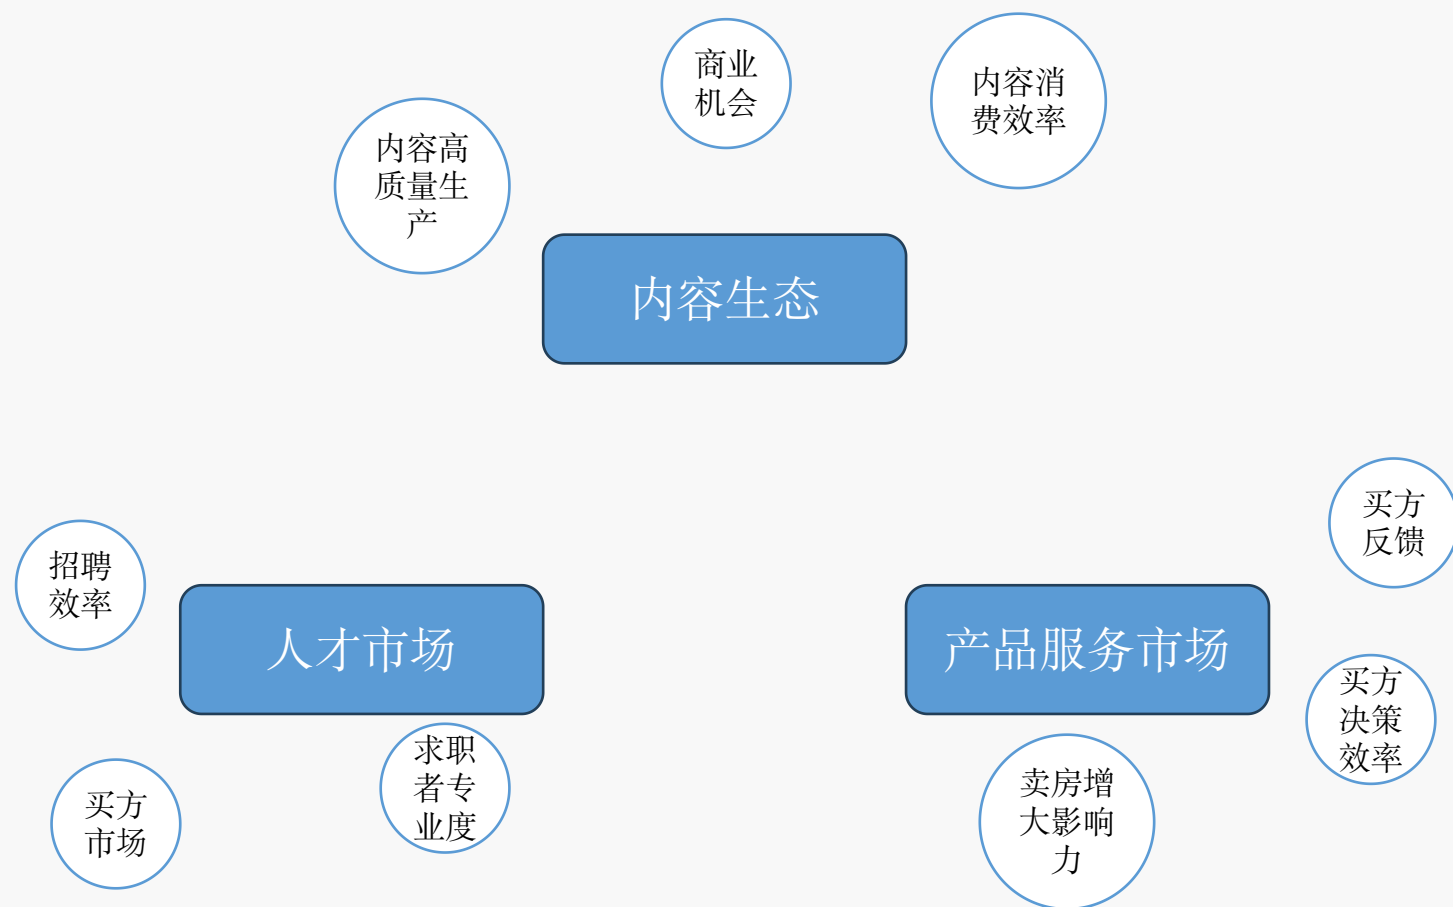 商业
机会
内容消
费效率
内容高
质量生
产
内容生态
买方
反馈
招聘
效率
人才市场
产品服务市场
买方
决策
效率
求职
者专
业度
买方
市场
卖房增
大影响
力